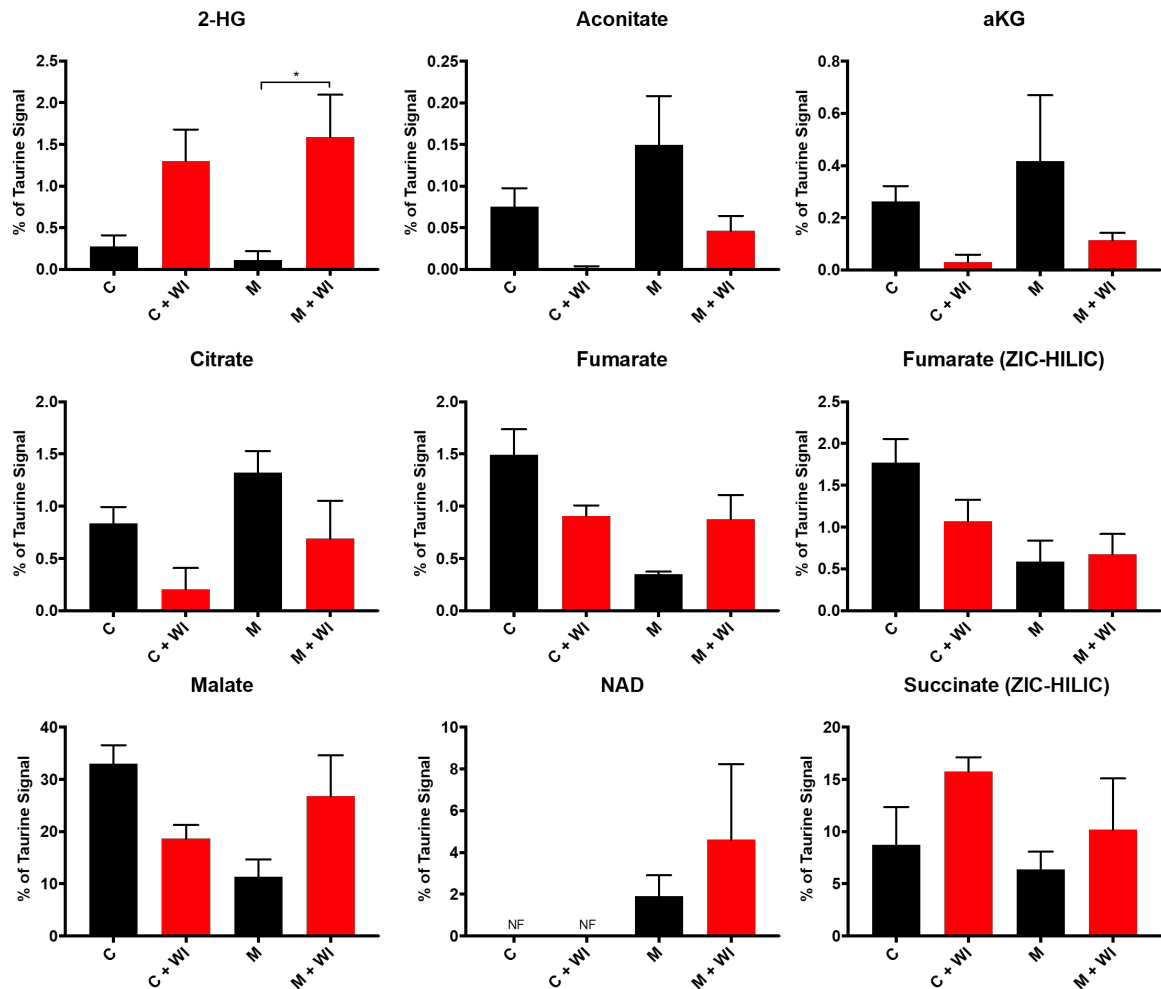 2-HG
% of Taurine Signal
2.5
2.0
1.5
1.0
0.5
0.0
*
C
C + WI
M
M + WI
Aconitate
% of Taurine Signal
0.25
0.20
0.15
0.10
0.05
0.00
C
C + WI
M
M + WI
aKG
% of Taurine Signal
0.8
0.6
0.4
0.2
0.0
C
C + WI
M
M + WI
Citrate
% of Taurine Signal
2.0
1.5
1.0
0.5
0.0
C
C + WI
M
M + WI
Fumarate
% of Taurine Signal
2.0
1.5
1.0
0.5
0.0
C
C + WI
M
M + WI
Fumarate (ZIC-HILIC)
% of Taurine Signal
2.5
2.0
1.5
1.0
0.5
0.0
C
C + WI
M
M + WI
Malate
% of Taurine Signal
40
30
20
10
0
C
C + WI
M
M + WI
NAD
% of Taurine Signal
10
8
6
4
2
0
NF
NF
C
C + WI
M
M + WI
Succinate (ZIC-HILIC)
% of Taurine Signal
20
15
10
5
0
C
C + WI
M
M + WI